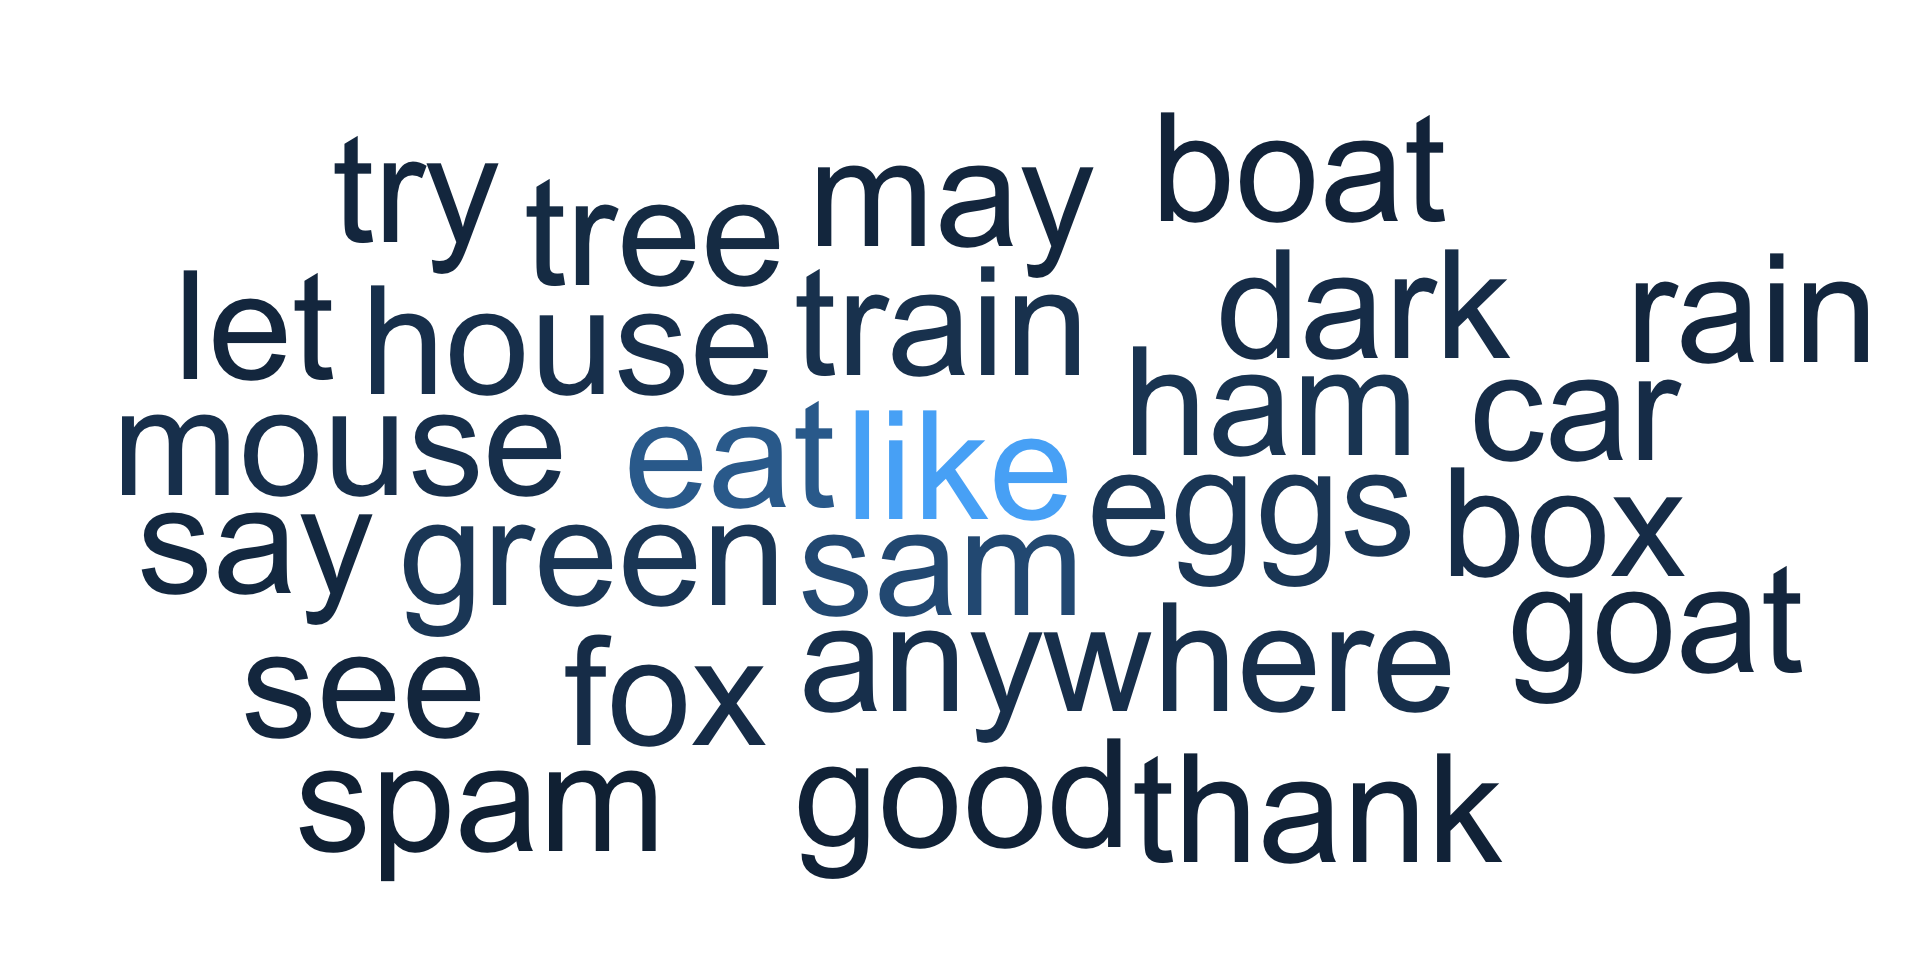 try tree may boat
let house train dark rain
mouse eat like ham car
say green sam eggs box
see fox anywhere goat
spam good thank